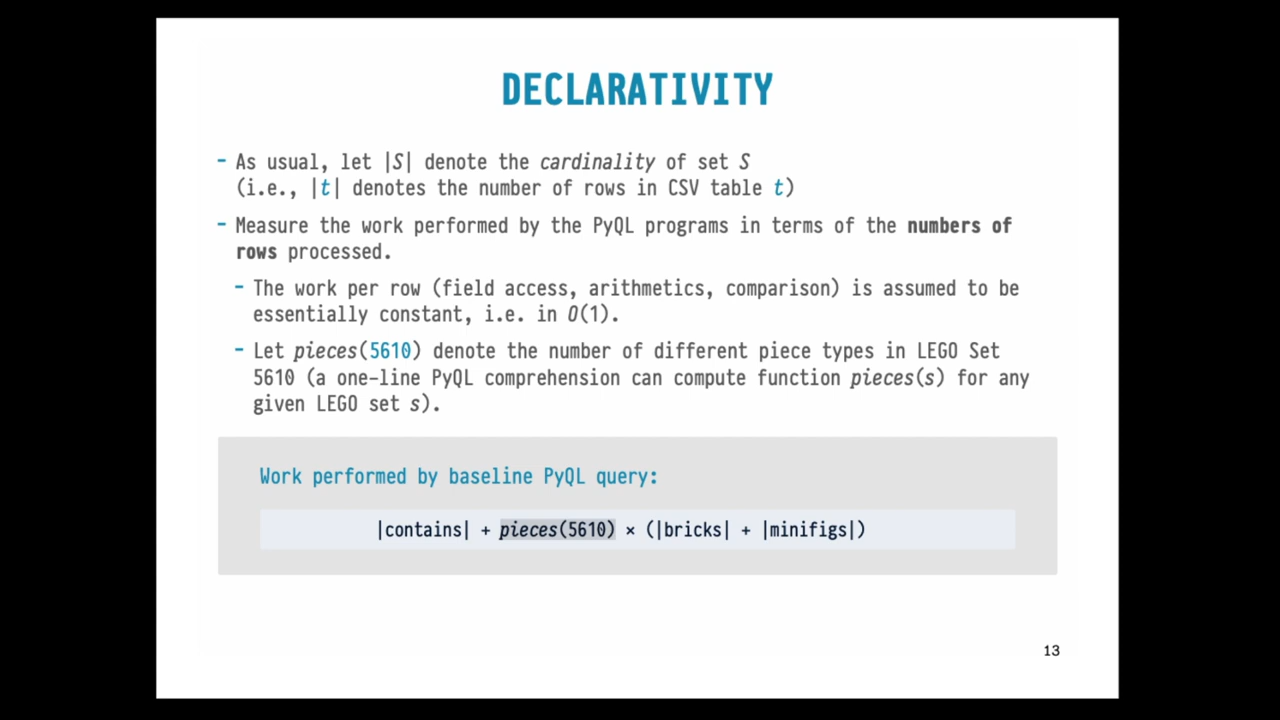 DECLARATIVITY
- As usual, let |S| denote the cardinality of set S
(i.e., |t| denotes the number of rows in CSV table t)
- Measure the work performed by the PyQL programs in terms of the numbers of
rows processed.
- The work per row (field access, arithmetics, comparison) is assumed to be
essentially constant, i.e. in O(1).
- Let pieces(5610) denote the number of different piece types in LEGO Set
5610 (a one-line PyQL comprehension can compute function pieces(s) for any
given LEGO set s).
Work performed by baseline PyQL query:
|contains| + pieces(5610) × (|bricks| + |minifigs|)
13